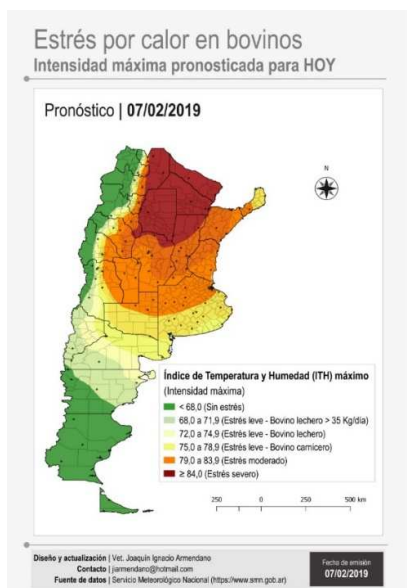 Estrés por calor en bovinos
Intensidad máxima pronosticada para HOY
Pronóstico | 07/02/2019
N
Índice de Temperatura y Humedad (ITH) máximo
(Intensidad máxima)
< 68,0 (Sin estrés)
68,0 a 71,9 (Estrés leve - Bovino lechero > 35 Kg/día)
72,0 a 74,9 (Estrés leve - Bovino lechero)
75,0 a 78,9 (Estrés leve - Bovino carnicero)
79,0 a 83,9 (Estrés moderado)
≥ 84,0 (Estrés severo)
250 0 250 500 km
Diseño y actualización | Vet. Joaquín Ignacio Armendano
Contacto | jiarmendano@hotmail.com
Fuente de datos | Servicio Meteorológico Nacional (https://www.smn.gob.ar)
Fecha de emisión
07/02/2019